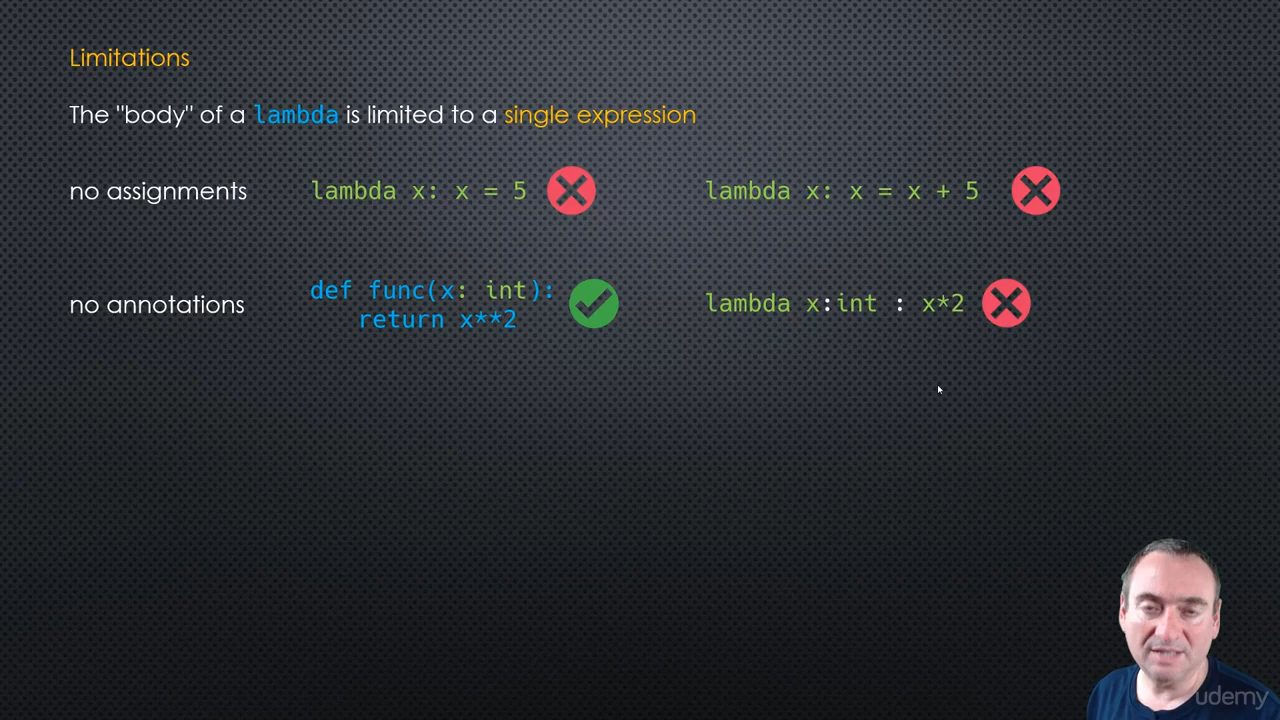 Limitations
The "body" of a lambda is limited to a single expression
no assignments lambda x: x = 5 lambda x: x = x + 5
no annotations def func(x: int): lambda x:int : x*2
return x**2
udemy